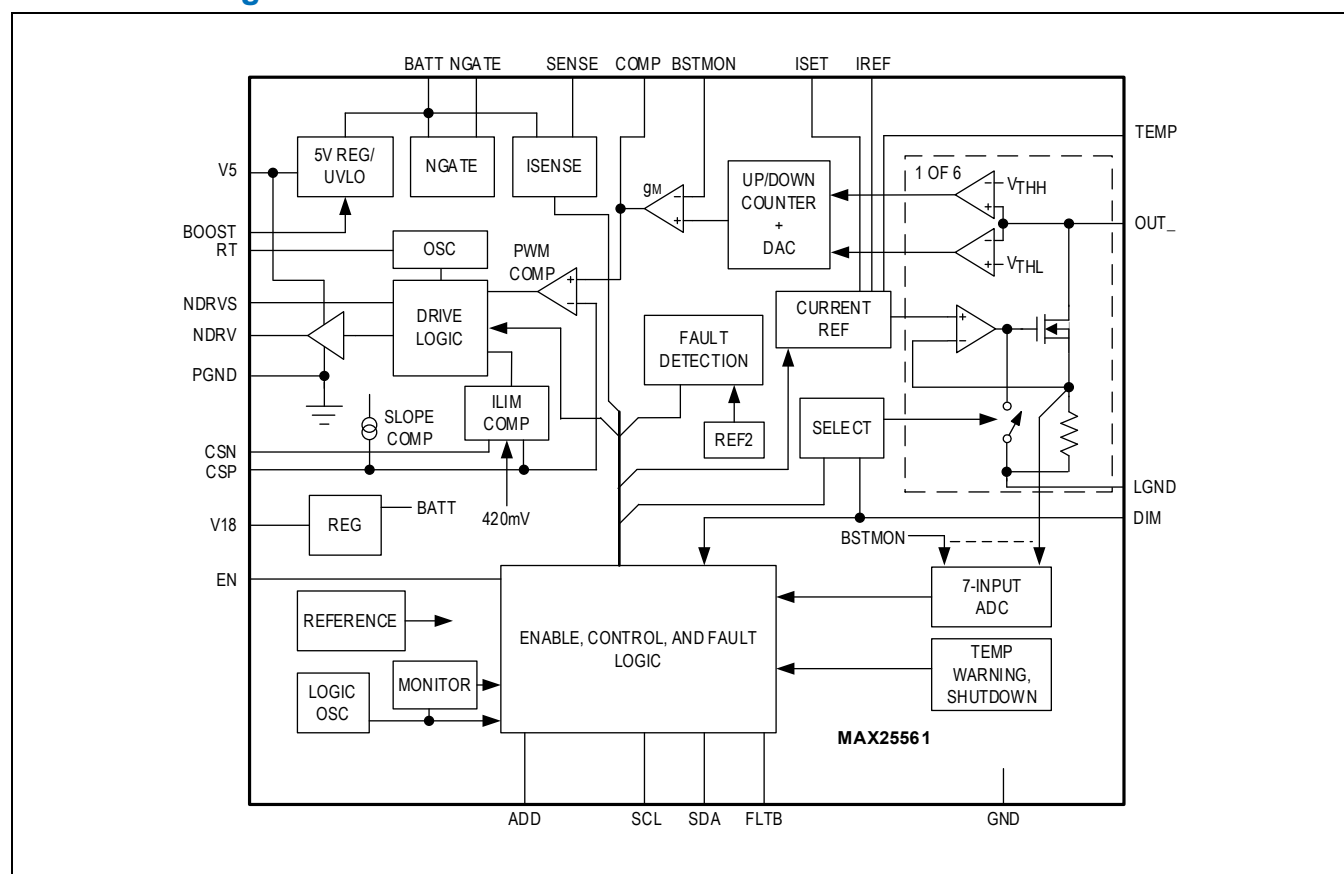 BATT NGATE SENSE COMP BSTMON ISET IREF
TEMP
V5
5V REG/
UVLO
NGATE
ISENSE
gM
-
+
UP/DOWN
COUNTER
+
DAC
1 OF 6
-
+
VTHH
OUT_
-
+
VTHL
BOOST
RT
OSC
PWM
COMP
+
-
NDRVS
NDRV
DRIVE
LOGIC
PGND
FAULT
DETECTION
CURRENT
REF
+
-
SLOPE
COMP
ILIM
COMP
REF2
SELECT
CSN
CSP
LGND
V18
REG
BATT
420mV
DIM
BSTMON
EN
7-INPUT
ADC
REFERENCE
ENABLE, CONTROL, AND FAULT
LOGIC
TEMP
WARNING,
SHUTDOWN
LOGIC
OSC
MONITOR
MAX25561
ADD SCL SDA FLTB GND